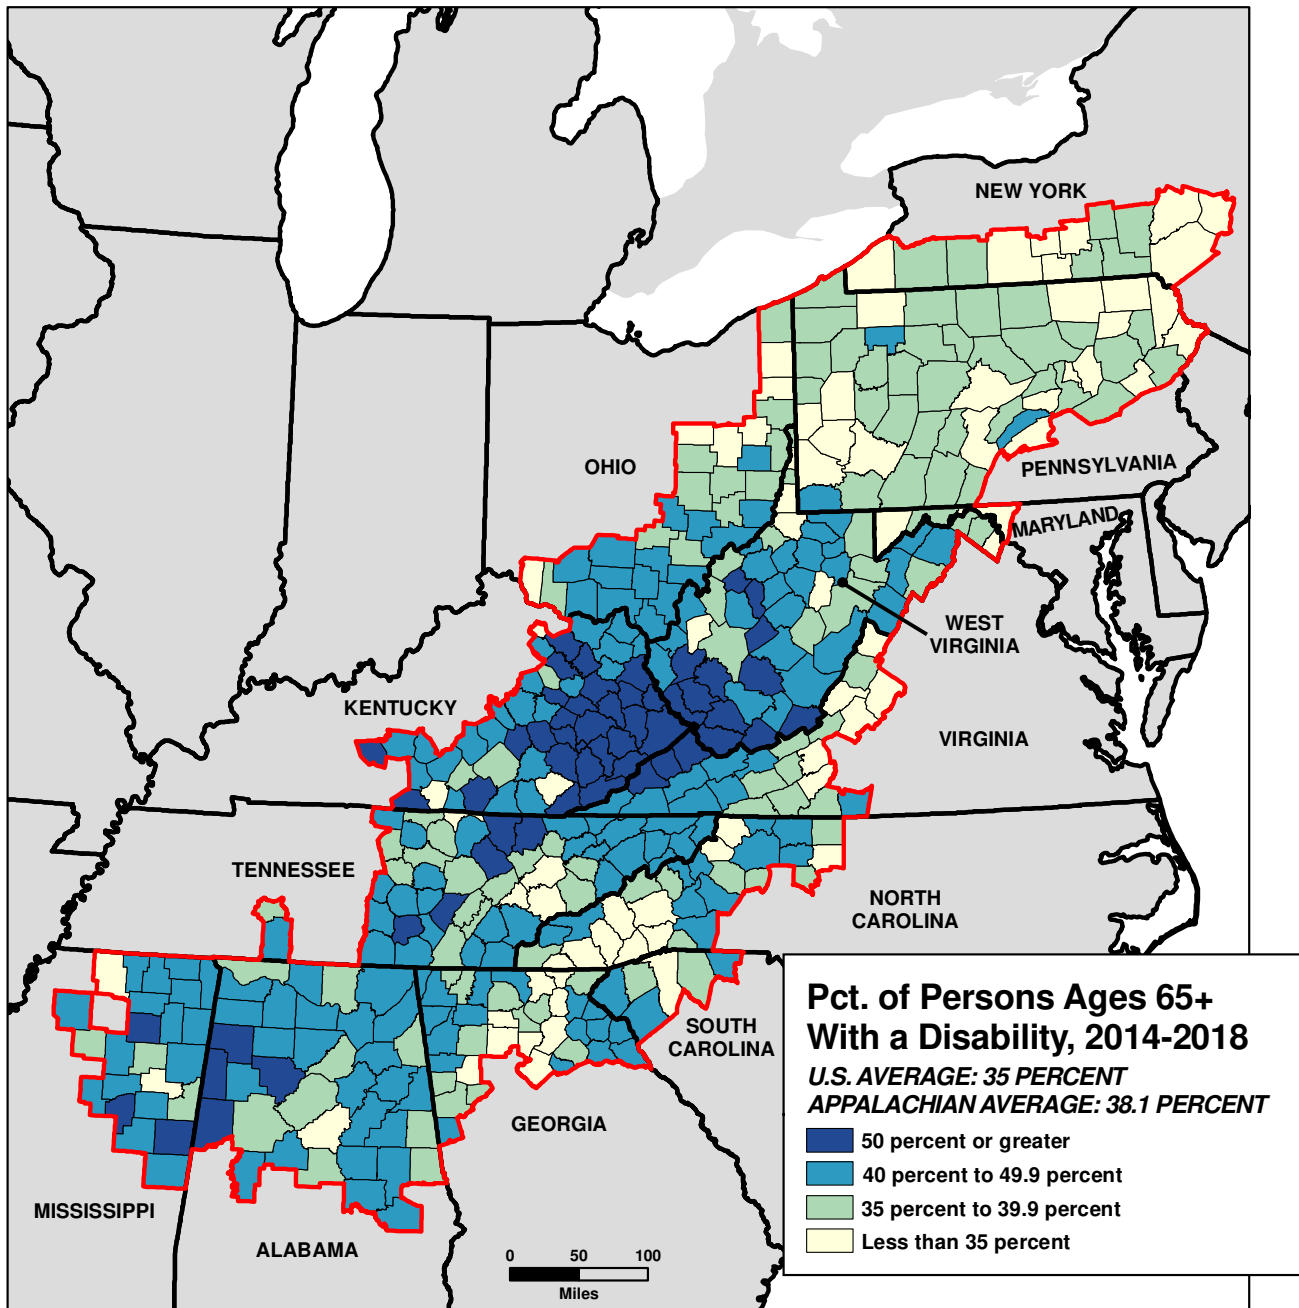 NEW YORK
OHIO
PENNSYLVANIA
MARYLAND
WEST
VIRGINIA
KENTUCKY
VIRGINIA
TENNESSEE
NORTH
CAROLINA
SOUTH
CAROLINA
GEORGIA
MISSISSIPPI
ALABAMA
0 50 100
Miles
Pct. of Persons Ages 65+
With a Disability, 2014-2018
U.S. AVERAGE: 35 PERCENT
APPALACHIAN AVERAGE: 38.1 PERCENT
50 percent or greater
40 percent to 49.9 percent
35 percent to 39.9 percent
Less than 35 percent